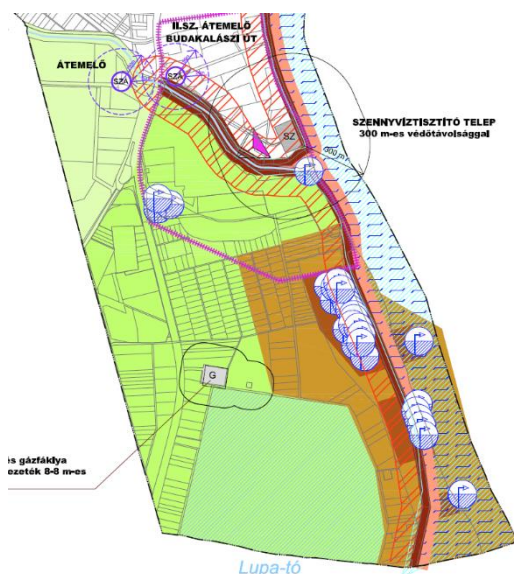 II.SZ. ÁTEMELŐ
BUDAKALÁSZI ÚT
ÁTEMELŐ
SZÁ
SZÁ
SZENNYVÍZTISZTÍTÓ TELEP
300 m-es védőtávolsággal
SZ
300 m
G
és gázfáklya
ezeték 8-8 m-es
Lupa-tó